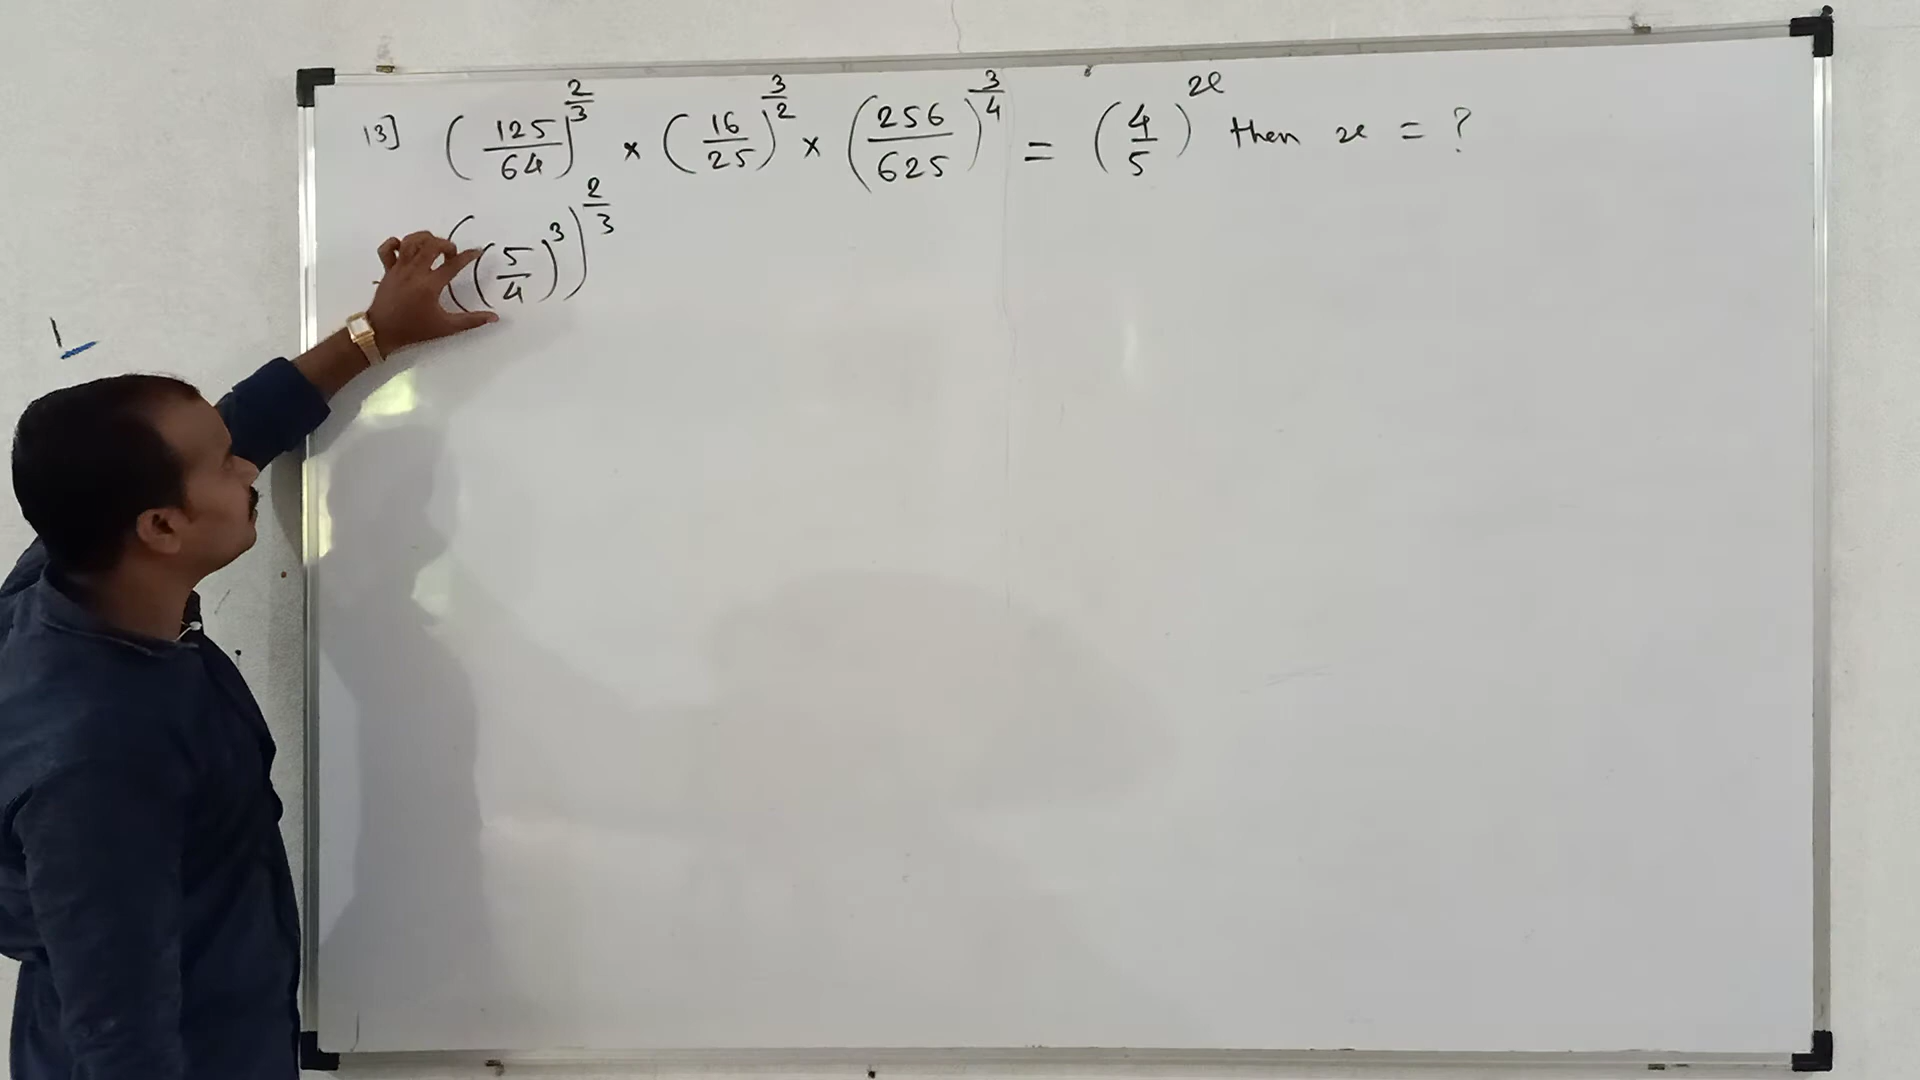 13] (125/64)^2/3 × (16/25)^3/2 × (256/625)^3/4 = (4/5)^x then x = ?
((5/4)^3)^2/3